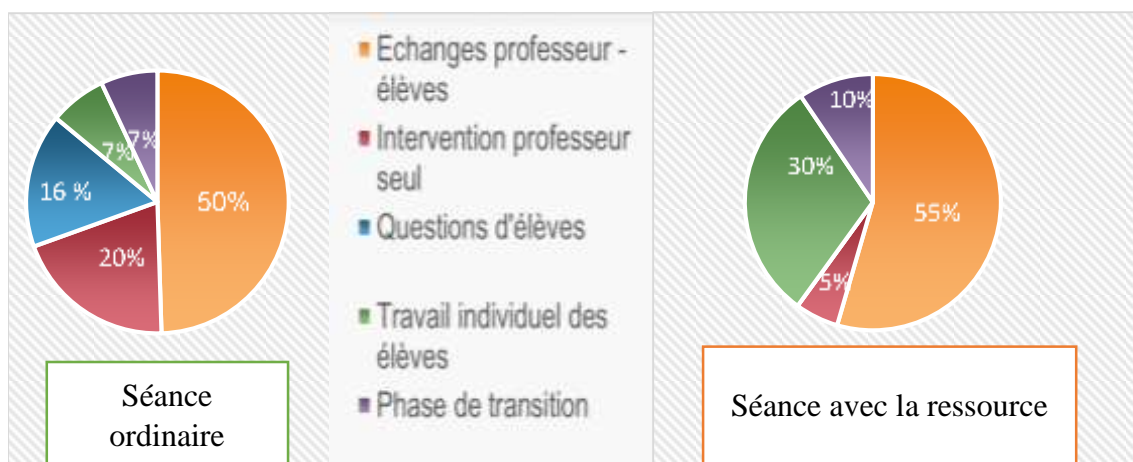 50%
20%
16 %
7%
7%
Séance
ordinaire
Echanges professeur -
élèves
Intervention professeur
seul
Questions d'élèves
Travail individuel des
élèves
Phase de transition
55%
5%
30%
10%
Séance avec la ressource